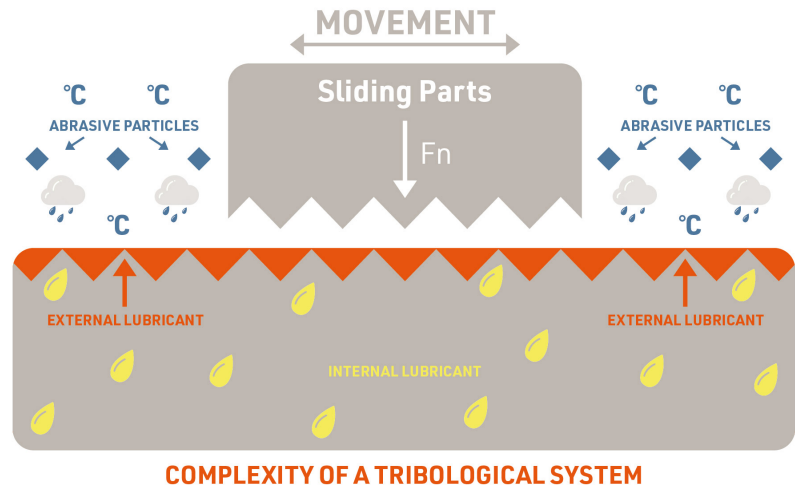 MOVEMENT
Sliding Parts
Fn
°C °C
ABRASIVE PARTICLES
°C
°C °C
ABRASIVE PARTICLES
°C
EXTERNAL LUBRICANT
EXTERNAL LUBRICANT
INTERNAL LUBRICANT
COMPLEXITY OF A TRIBOLOGICAL SYSTEM